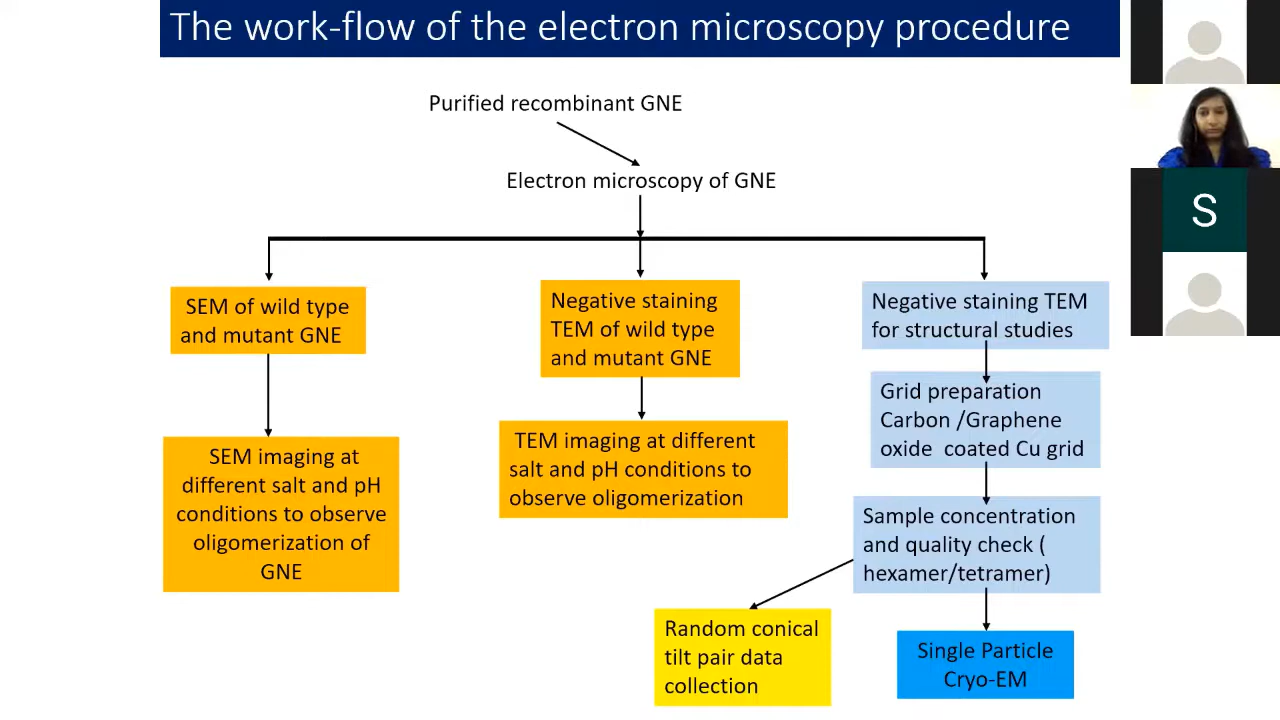 The work-flow of the electron microscopy procedure
Purified recombinant GNE
Electron microscopy of GNE
SEM of wild type
and mutant GNE
Negative staining
TEM of wild type
and mutant GNE
Negative staining TEM
for structural studies
Grid preparation
Carbon /Graphene
oxide coated Cu grid
SEM imaging at
different salt and pH
conditions to observe
oligomerization of
GNE
TEM imaging at different
salt and pH conditions to
observe oligomerization
Sample concentration
and quality check (
hexamer/tetramer)
Random conical
tilt pair data
collection
Single Particle
Cryo-EM
S